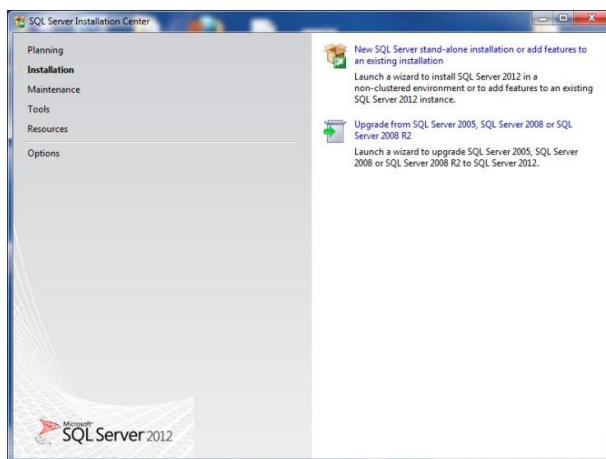 SQL Server Installation Center
Planning
Installation
Maintenance
Tools
Resources
Options
New SQL Server stand-alone installation or add features to
an existing installation
Launch a wizard to install SQL Server 2012 in a
non-clustered environment or to add features to an existing
SQL Server 2012 instance.
Upgrade from SQL Server 2005, SQL Server 2008 or SQL
Server 2008 R2
Launch a wizard to upgrade SQL Server 2005, SQL Server
2008 or SQL Server 2008 R2 to SQL Server 2012.
Microsoft
SQL Server 2012